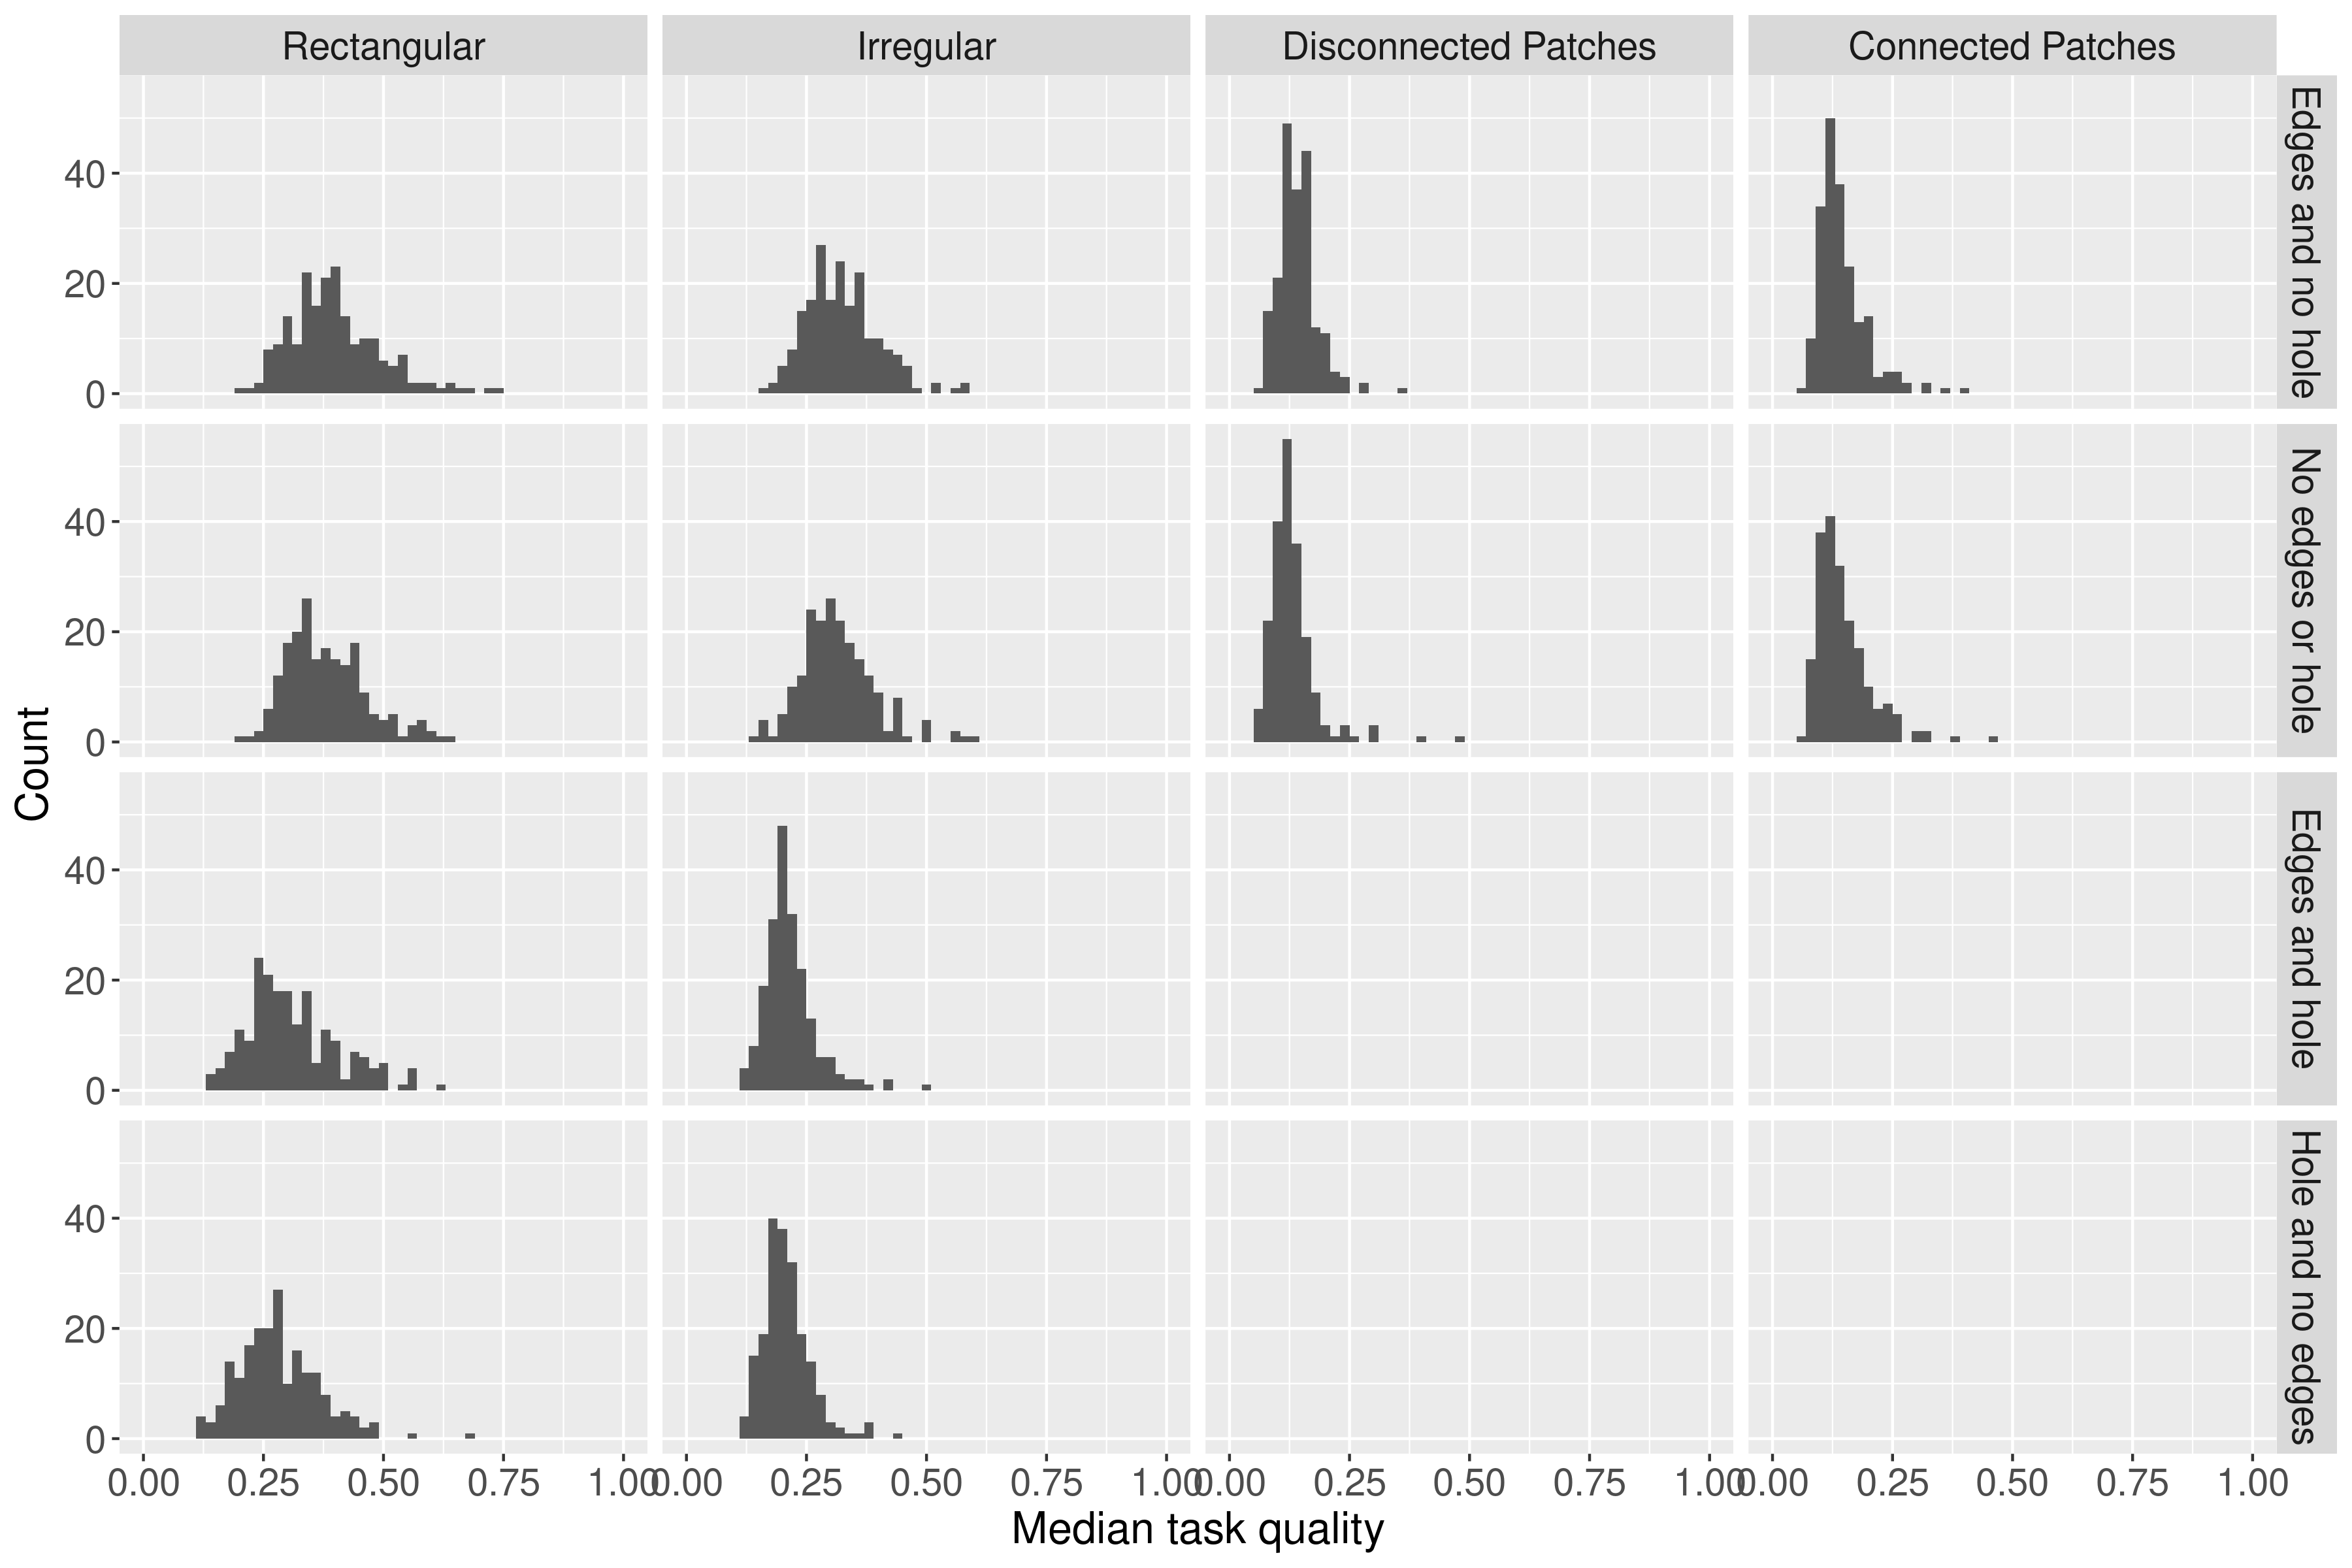 Rectangular Irregular Disconnected Patches Connected Patches
Edges and no hole
No edges or hole
Edges and hole
Hole and no edges
Count
40
20
0
40
20
0
40
20
0
40
20
0
0.00 0.25 0.50 0.75 1.00 0.00 0.25 0.50 0.75 1.00 0.00 0.25 0.50 0.75 1.00 0.00 0.25 0.50 0.75 1.00
Median task quality